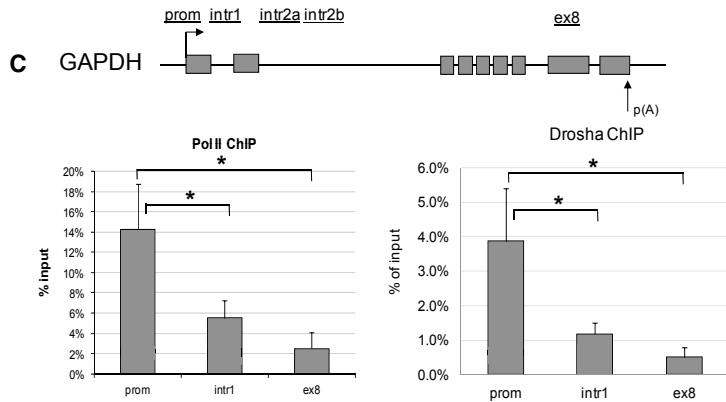 prom intr1 intr2a intr2b ex8
C GAPDH
p(A)
Pol II ChIP
Drosha ChIP
% input
20%
18%
16%
14%
12%
10%
8%
6%
4%
2%
0%
*
*
prom intr1 ex8
% of input
6.0%
5.0%
4.0%
3.0%
2.0%
1.0%
0.0%
*
*
prom intr1 ex8